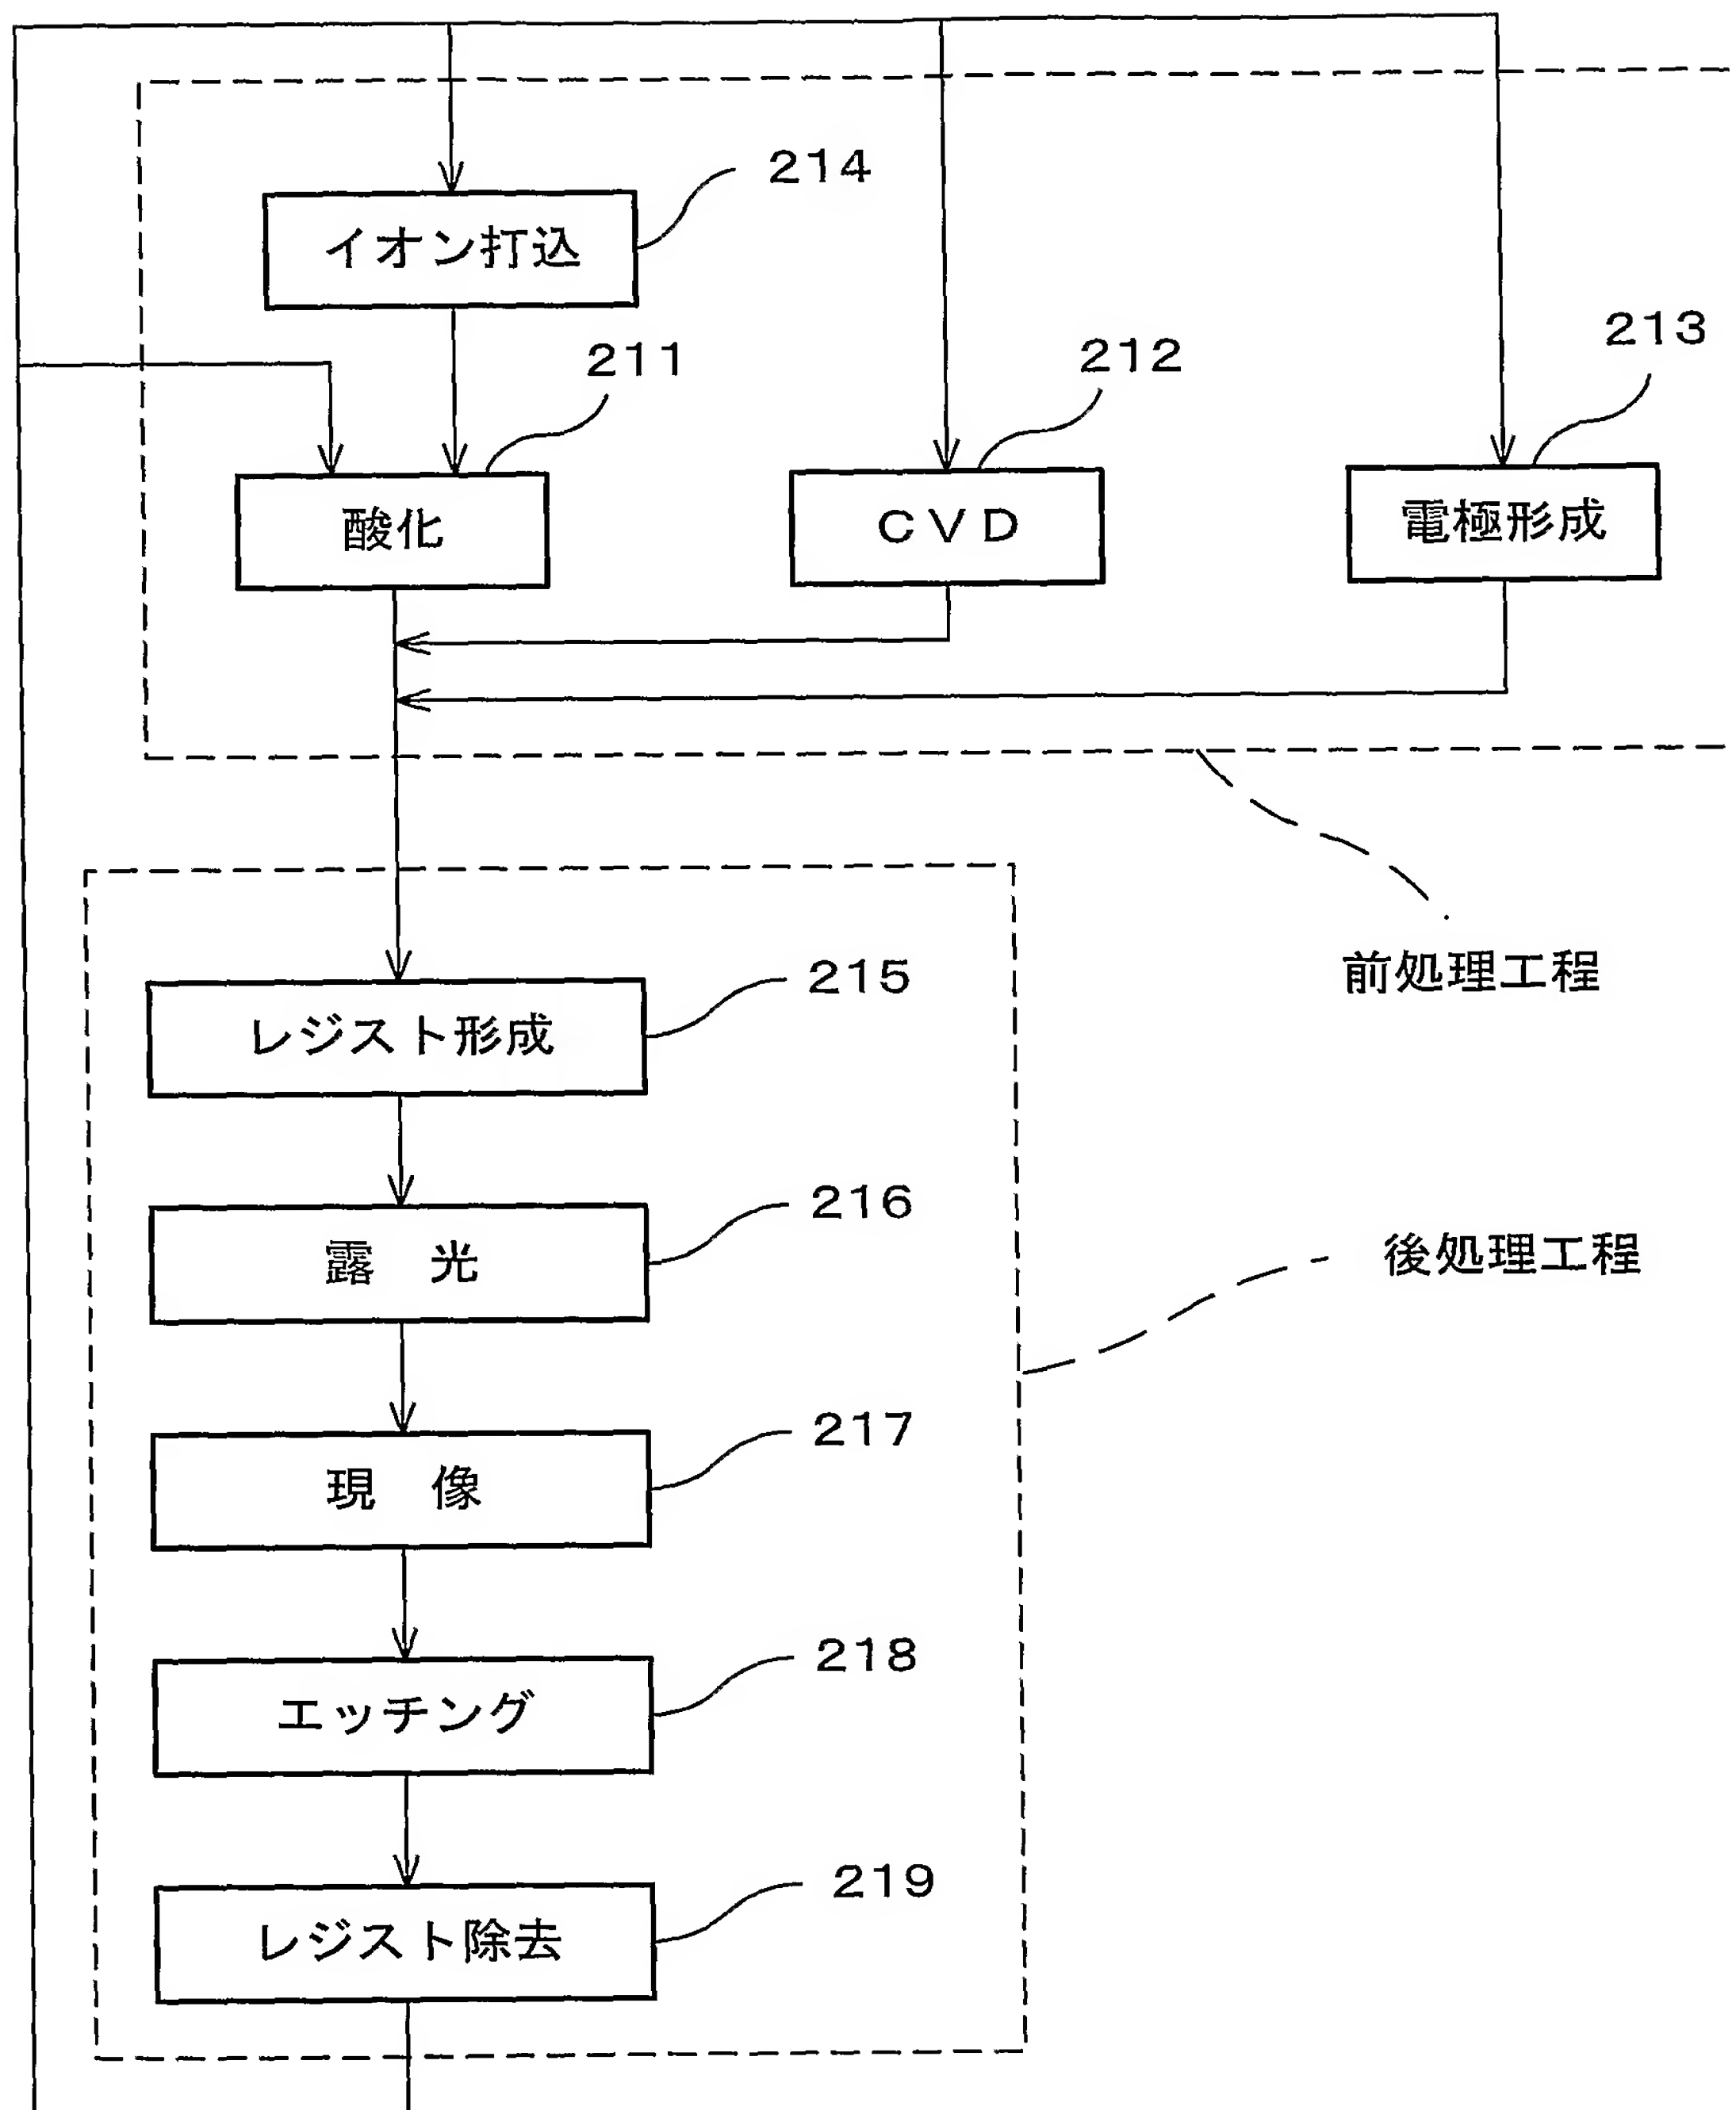 214
イオン打込
213
211
212
酸化
CVD
電極形成
前処理工程
215
レジスト形成
216
露 光
後処理工程
217
現 像
218
エッチング
219
レジスト除去